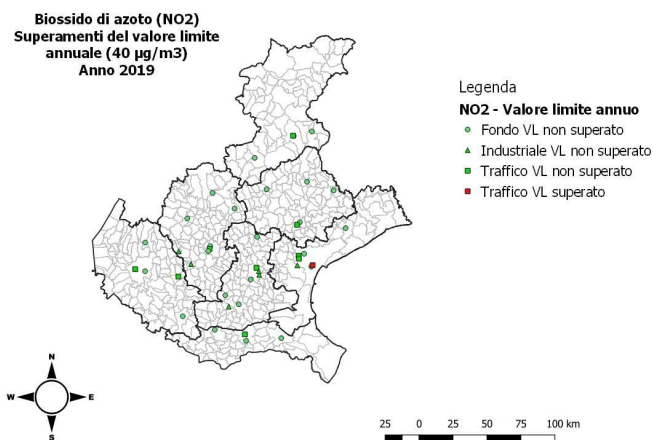 Biossido di azoto (NO2)
Superamenti del valore limite
annuale (40 µg/m3)
Anno 2019
Legenda
NO2 - Valore limite annuo
Fondo VL non superato
Industriale VL non superato
Traffico VL non superato
Traffico VL superato
N
W E
S
25 0 25 50 75 100 km